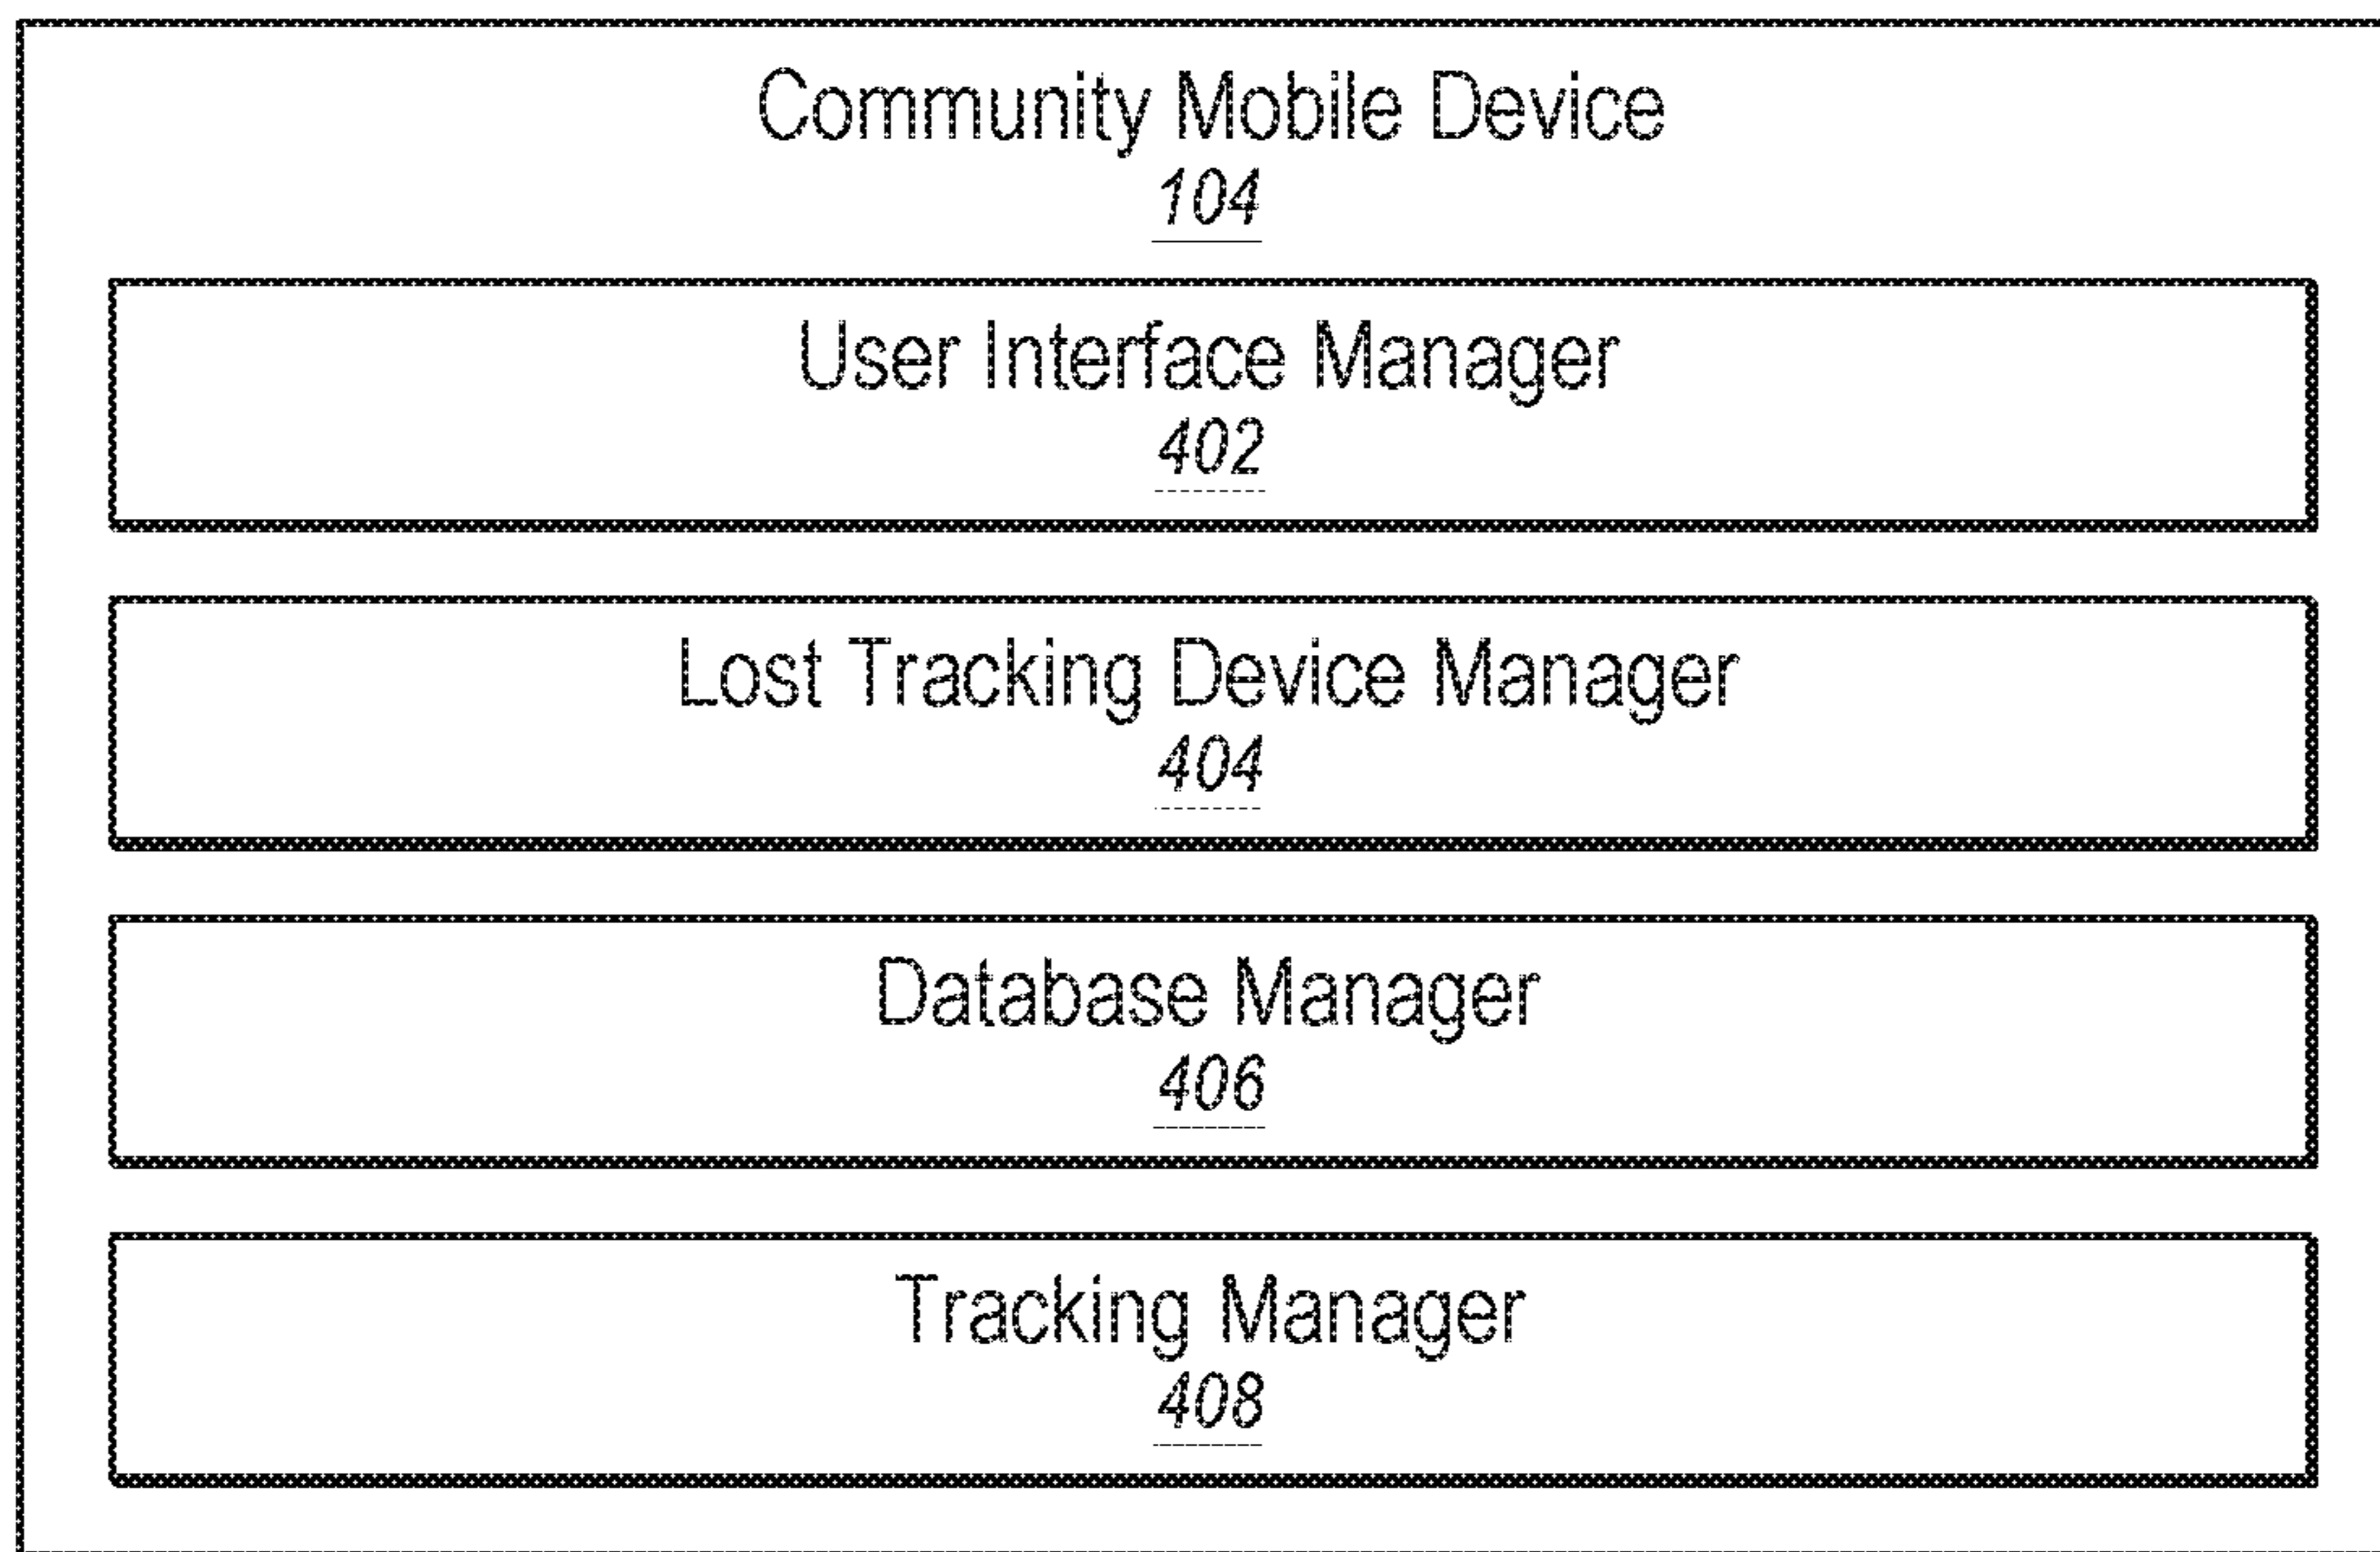 Community Mobile Device
104
User Interface Manager
402
Lost Tracking Device Manager
404
Database Manager
406
Tracking Manager
408